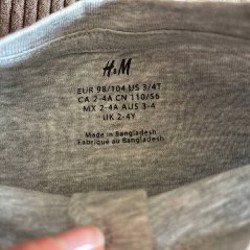 H&M
EUR 98/104 US 3/4T
CA 2-4A CN 110/56
MX 2-4A AUS 3-4
UK 2-4Y
Made in Bangladesh
Fabriqué au Bangladesh